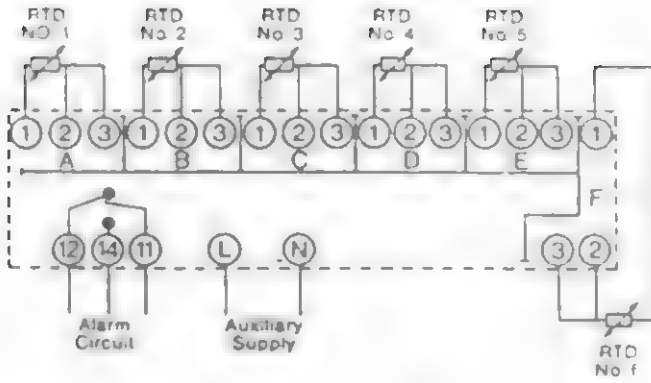 RTD NO 1
RTD No 2
RTD No 3
RTD No 4
RTD No 5
1 2 3 1 2 3 1 2 3 1 2 3 1 2 3 1
A B C D E
F
12 14 11 L N 3 2
Alarm Circuit
Auxiliary Supply
RTD No